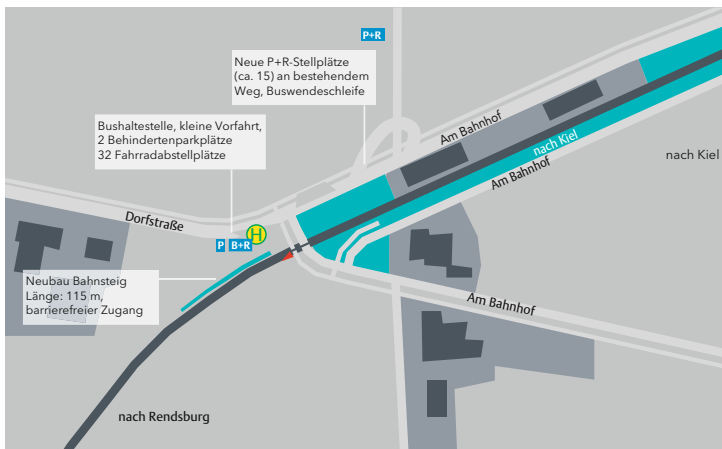 P+R
Neue P+R-Stellplätze
(ca. 15) an bestehendem
Weg, Buswendeschleife
Bushaltestelle, kleine Vorfahrt,
2 Behindertenparkplätze
32 Fahrradabstellplätze
Am Bahnhof
nach Kiel
nach Kiel
Am Bahnhof
Dorfstraße
H
P B+R
Neubau Bahnsteig
Länge: 115 m,
barrierefreier Zugang
Am Bahnhof
nach Rendsburg